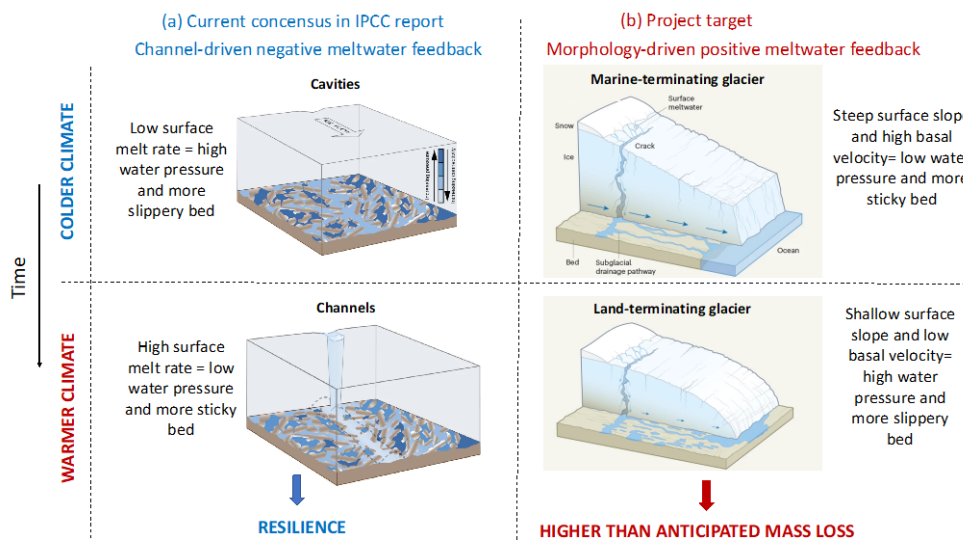 (a) Current concensus in IPCC report
Channel-driven negative meltwater feedback
(b) Project target
Morphology-driven positive meltwater feedback
Time
COLDER CLIMATE
Cavities
Low surface
melt rate = high
water pressure
and more
slippery bed
Marine-terminating glacier
Surface
meltwater
Snow
Crack
Ice
Bed
Subglacial
drainage pathway
Ocean
Steep surface slope
and high basal
velocity= low wate
pressure and more
sticky bed
WARMER CLIMATE
Channels
High surface
melt rate = low
water pressure
and more sticky
bed
Land-terminating glacier
Shallow surface
slope and low
basal velocity=
high water
pressure and
more slippery
bed
RESILIENCE
HIGHER THAN ANTICIPATED MASS LOSS